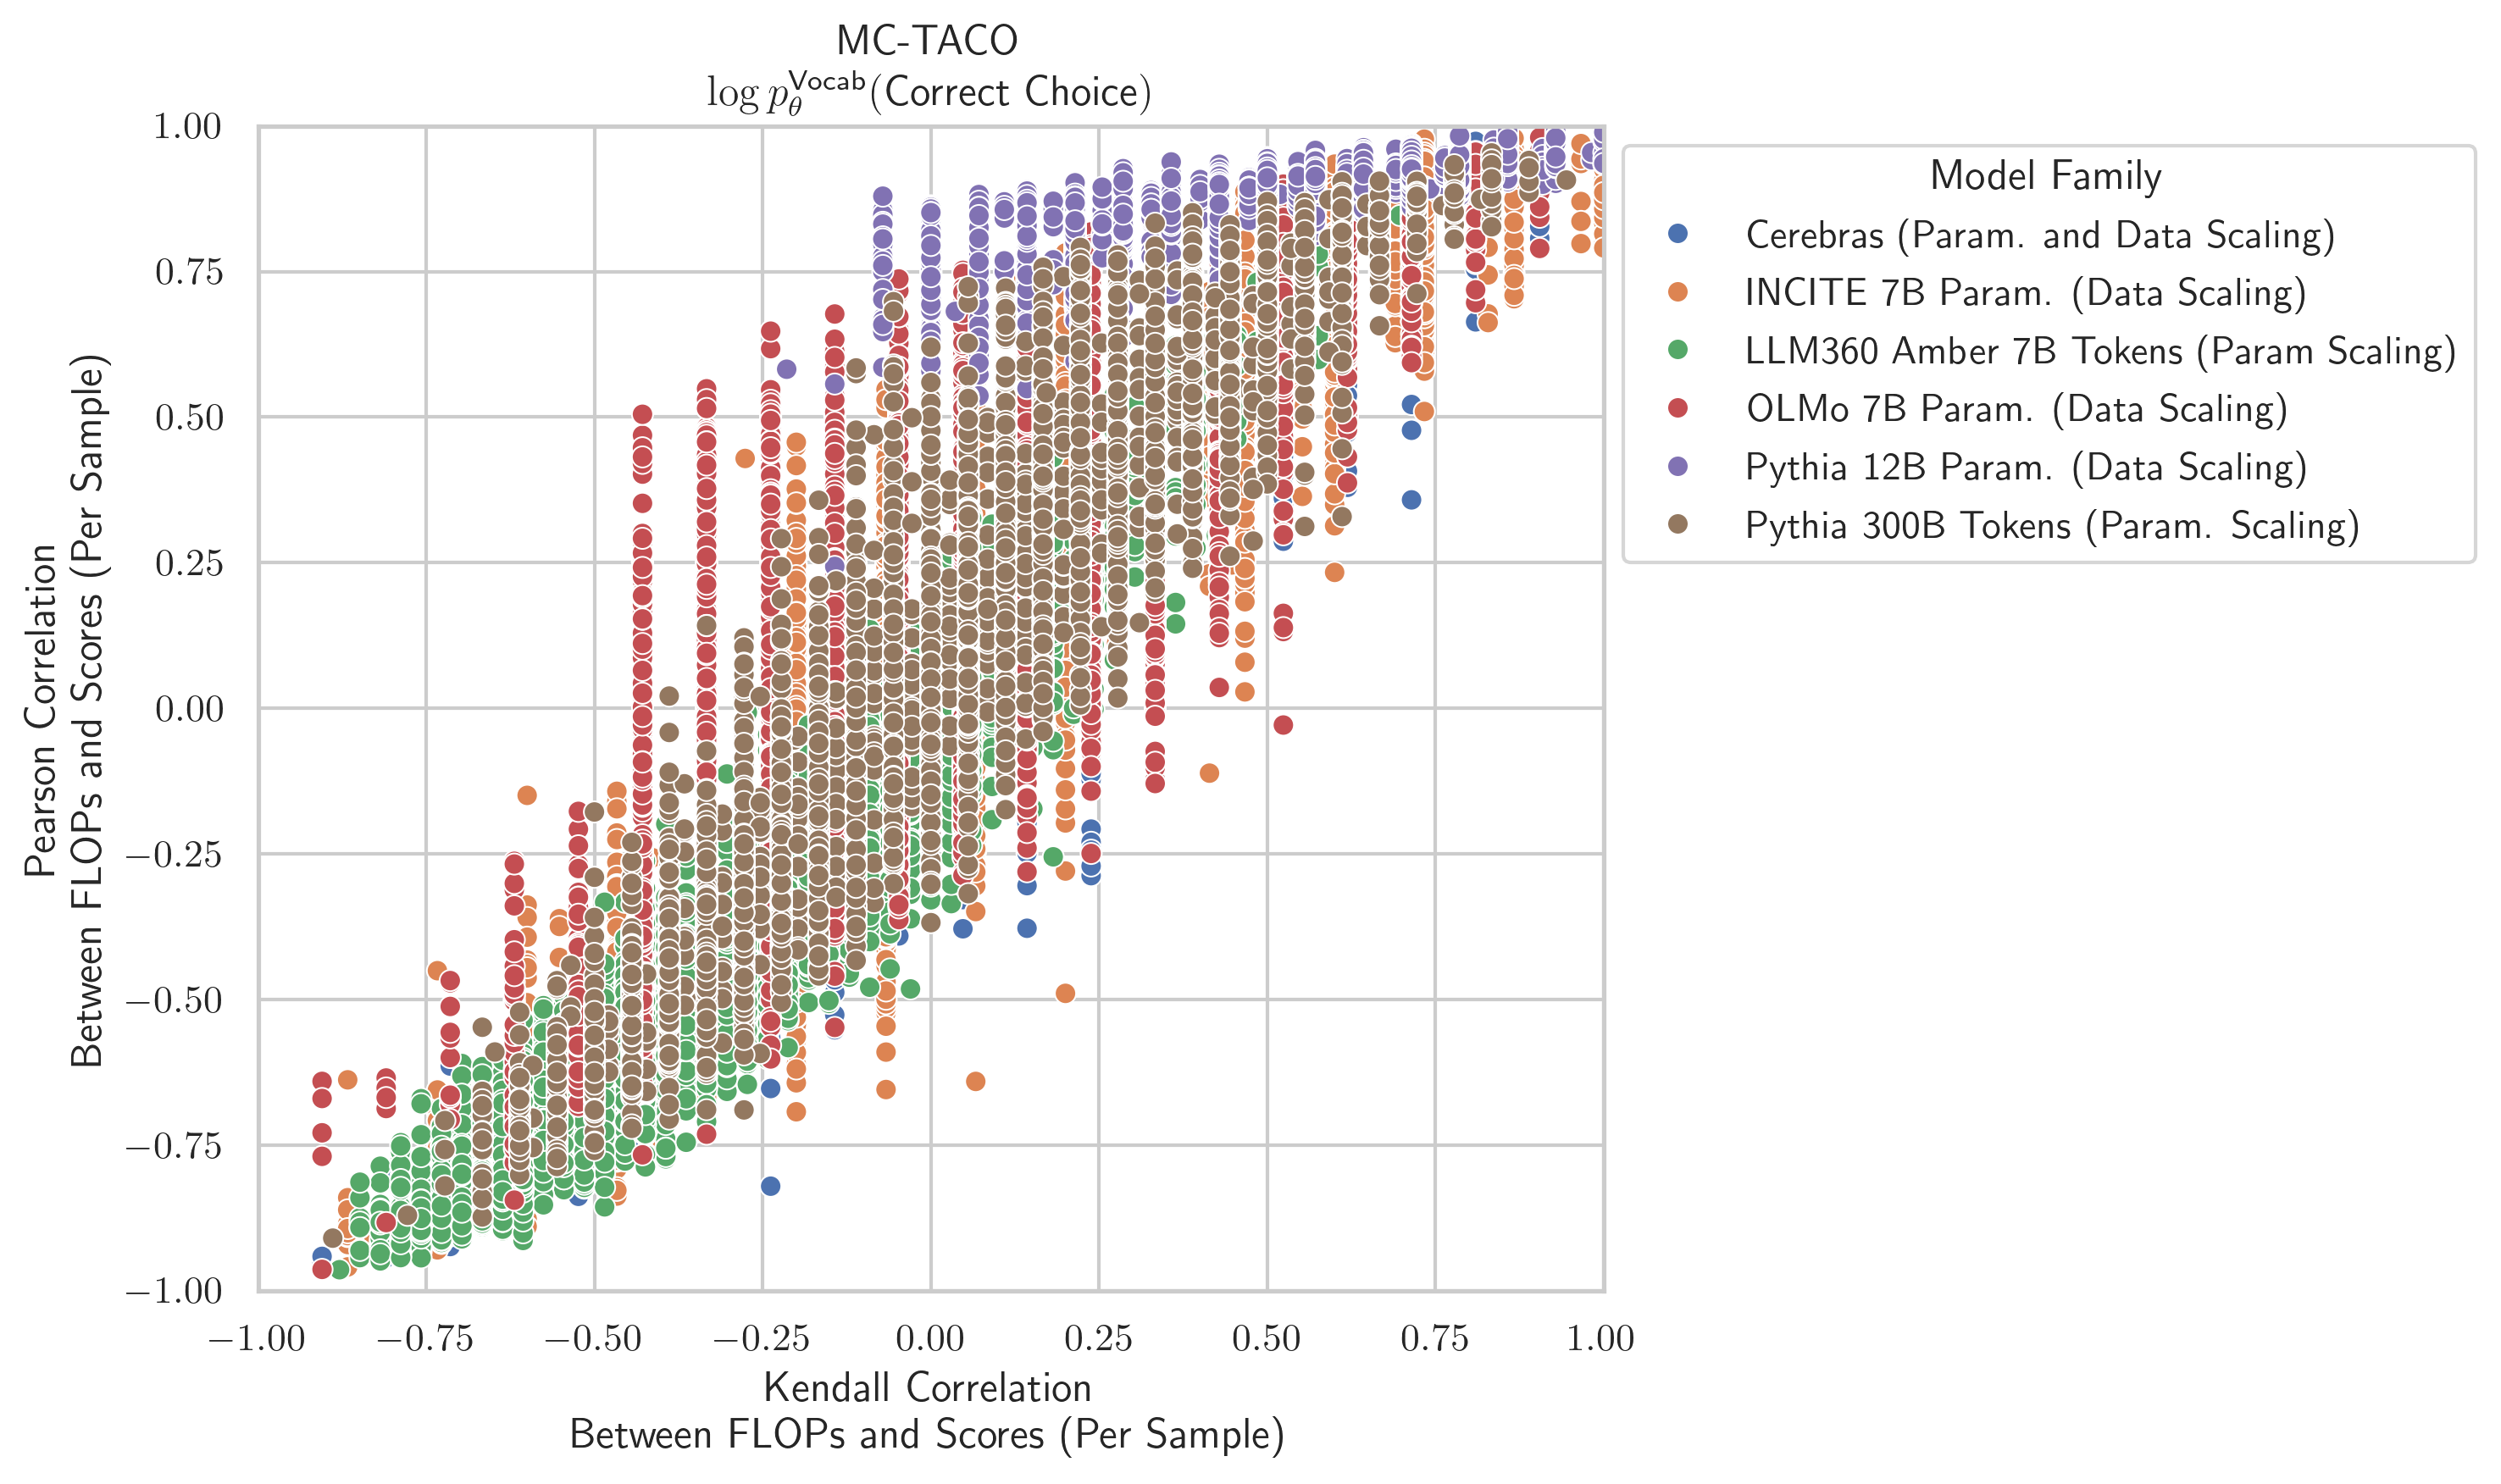 MC-TACO
log p_θ^Vocab(Correct Choice)
1.00
0.75
0.50
0.25
0.00
−0.25
−0.50
−0.75
−1.00
Pearson Correlation
Between FLOPs and Scores (Per Sample)
−1.00 −0.75 −0.50 −0.25 0.00 0.25 0.50 0.75 1.00
Kendall Correlation
Between FLOPs and Scores (Per Sample)
Model Family
Cerebras (Param. and Data Scaling)
INCITE 7B Param. (Data Scaling)
LLM360 Amber 7B Tokens (Param Scaling)
OLMo 7B Param. (Data Scaling)
Pythia 12B Param. (Data Scaling)
Pythia 300B Tokens (Param. Scaling)